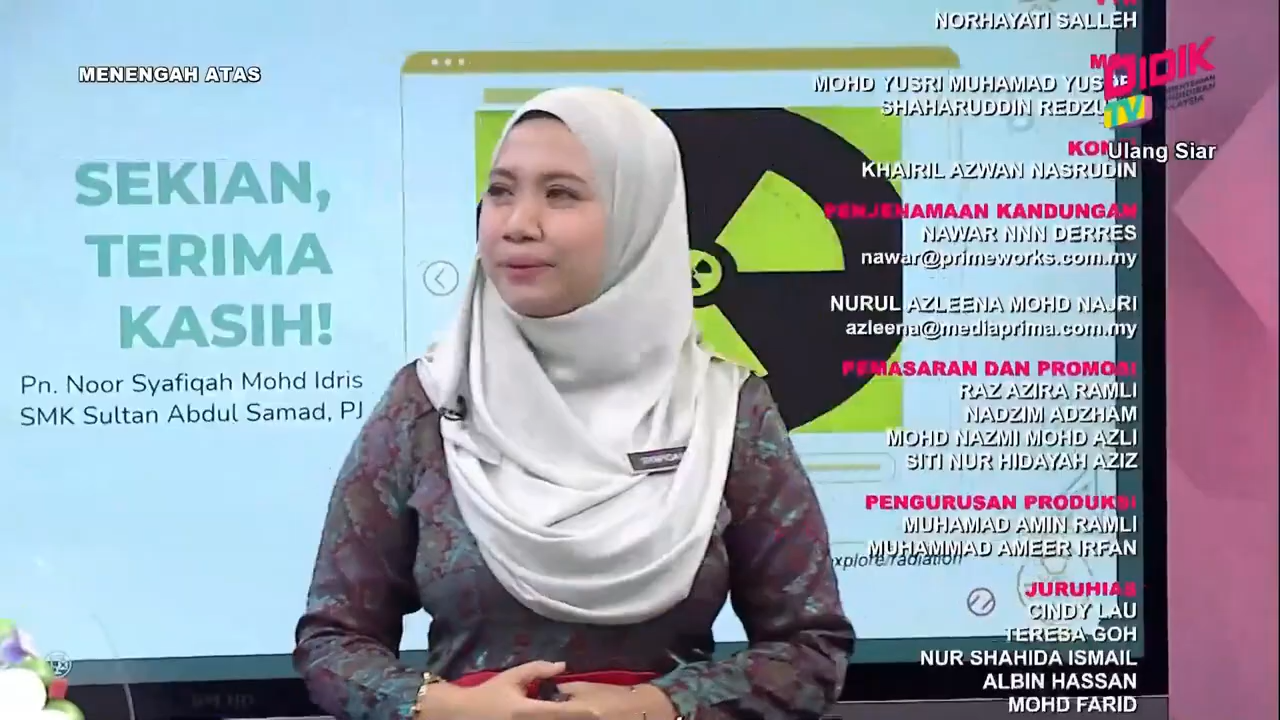 MENENGAH ATAS
SEKIAN,
TERIMA
KASIH!
Pn. Noor Syafiqah Mohd Idris
SMK Sultan Abdul Samad, PJ
explore/radiation
DIDIK
TV
Ulang Siar
NORHAYATI SALLEH
MOHD YUSRI MUHAMAD
SHAHARUDDIN
KHAIRIL AZWAN NASRUDIN
PENJENAMAAN KANDUNGAN
NAWAR NNN DERRES
nawar@primeworks.com.my
NURUL AZLEENA MOHD NAJRI
azleena@mediaprima.com.my
PEMASARAN DAN PROMOSI
RAZ AZIRA RAMLI
NADZIM ADZHAM
MOHD NAZMI MOHD AZLI
SITI NUR HIDAYAH AZIZ
PENGURUSAN PRODUKSI
MUHAMAD AMIN RAMLI
MUHAMMAD AMEER IRFAN
JURUHIAS
CINDY LAU
TERESA GOH
NUR SHAHIDA ISMAIL
ALBIN HASSAN
MOHD FARID